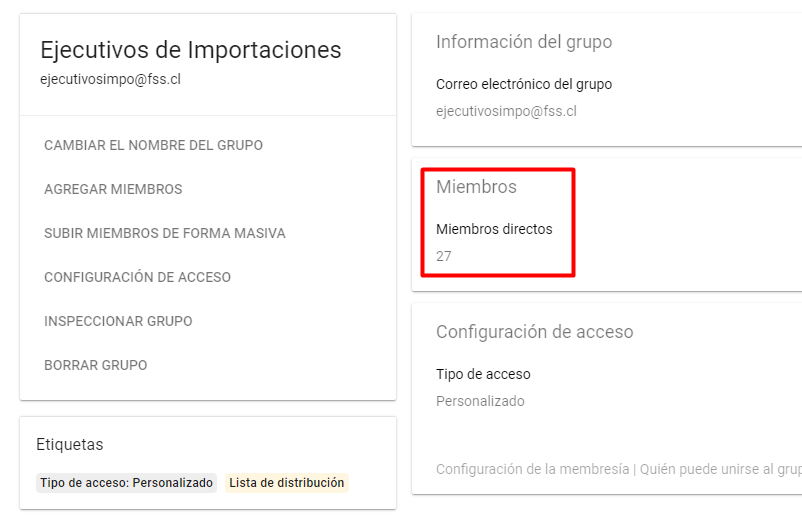 Ejecutivos de Importaciones
ejecutivosimpo@fss.cl
CAMBIAR EL NOMBRE DEL GRUPO
AGREGAR MIEMBROS
SUBIR MIEMBROS DE FORMA MASIVA
CONFIGURACIÓN DE ACCESO
INSPECCIONAR GRUPO
BORRAR GRUPO
Etiquetas
Tipo de acceso: Personalizado Lista de distribución
Información del grupo
Correo electrónico del grupo
ejecutivosimpo@fss.cl
Miembros
Miembros directos
27
Configuración de acceso
Tipo de acceso
Personalizado
Configuración de la membresía | Quién puede unirse al